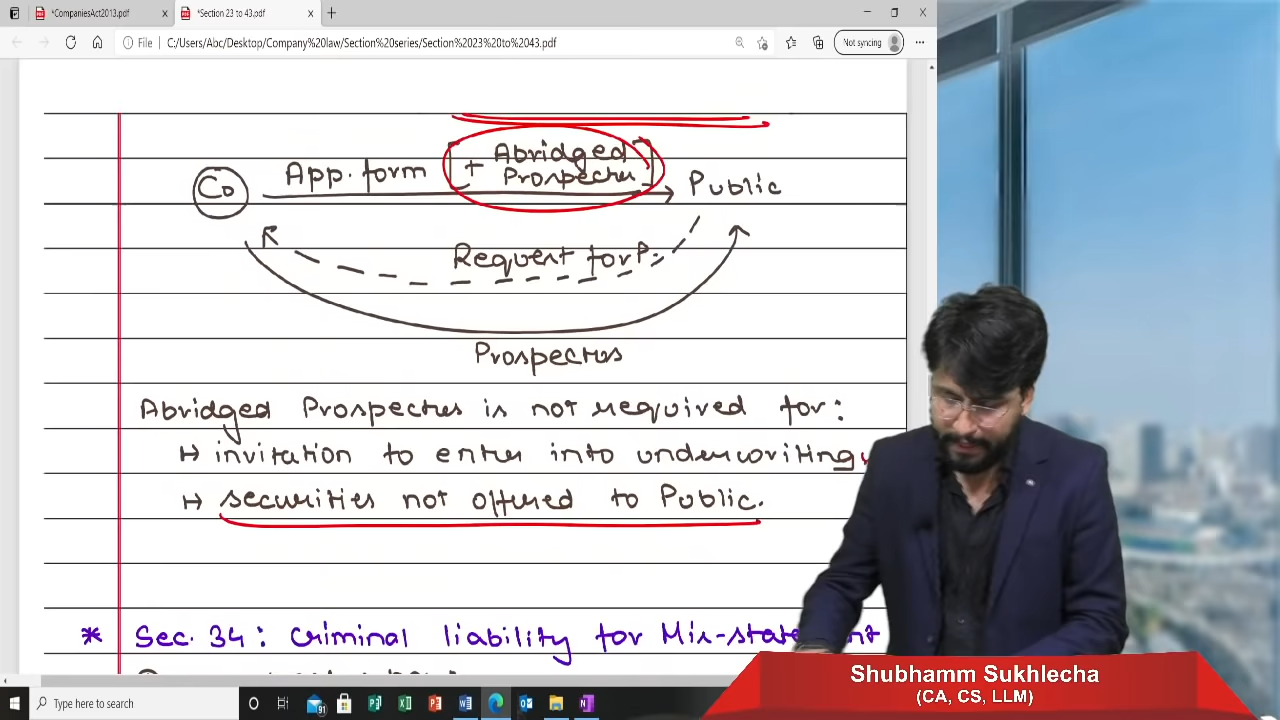 *CompaniesAct2013.pdf
*Section 23 to 43.pdf
File
C:/Users/Abc/Desktop/Company%20law/Section%20series/Section%2023%20to%2043.pdf
Not syncing
Co
App. form [+ Abridged
Prospectus]
Public
Request for P.
Prospectus
Abridged Prospectus is not required for:
↦ invitation to enter into underwriting
↦ securities not offered to Public.
* Sec. 34: Criminal liability for Mis-statement
Shubhamm Sukhlecha
(CA, CS, LLM)
Type here to search
91